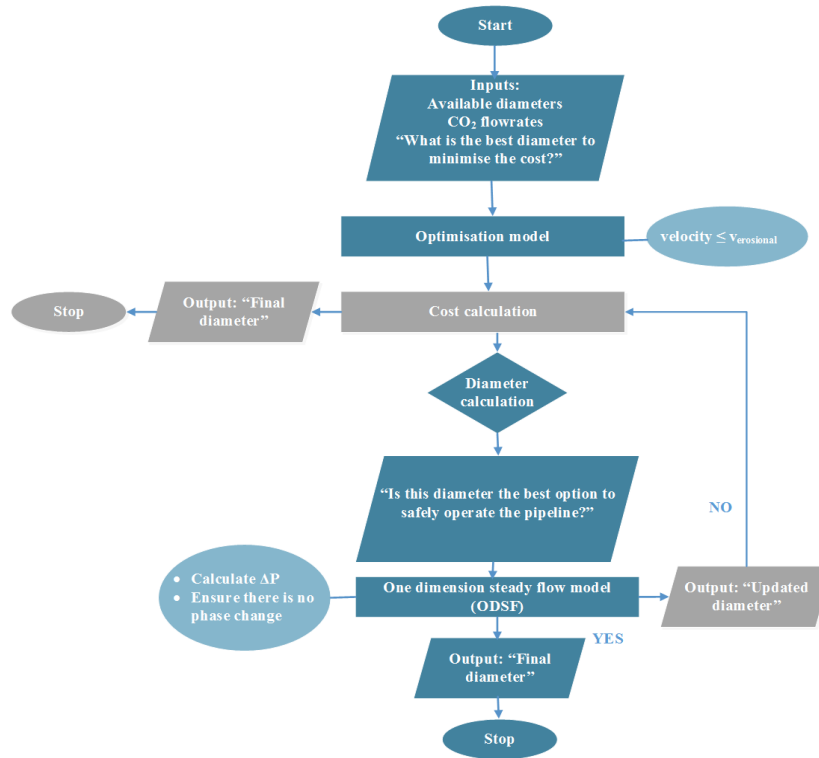 Start
Inputs:
Available diameters
CO₂ flowrates
“What is the best diameter to
minimise the cost?”
Optimisation model
velocity ≤ vₑᵣₒₛᵢₒₙₐₗ
Stop
Output: “Final
diameter”
Cost calculation
Diameter
calculation
“Is this diameter the best option to
safely operate the pipeline?”
NO
• Calculate ΔP
• Ensure there is no
phase change
One dimension steady flow model
(ODSF)
Output: “Updated
diameter”
YES
Output: “Final
diameter”
Stop